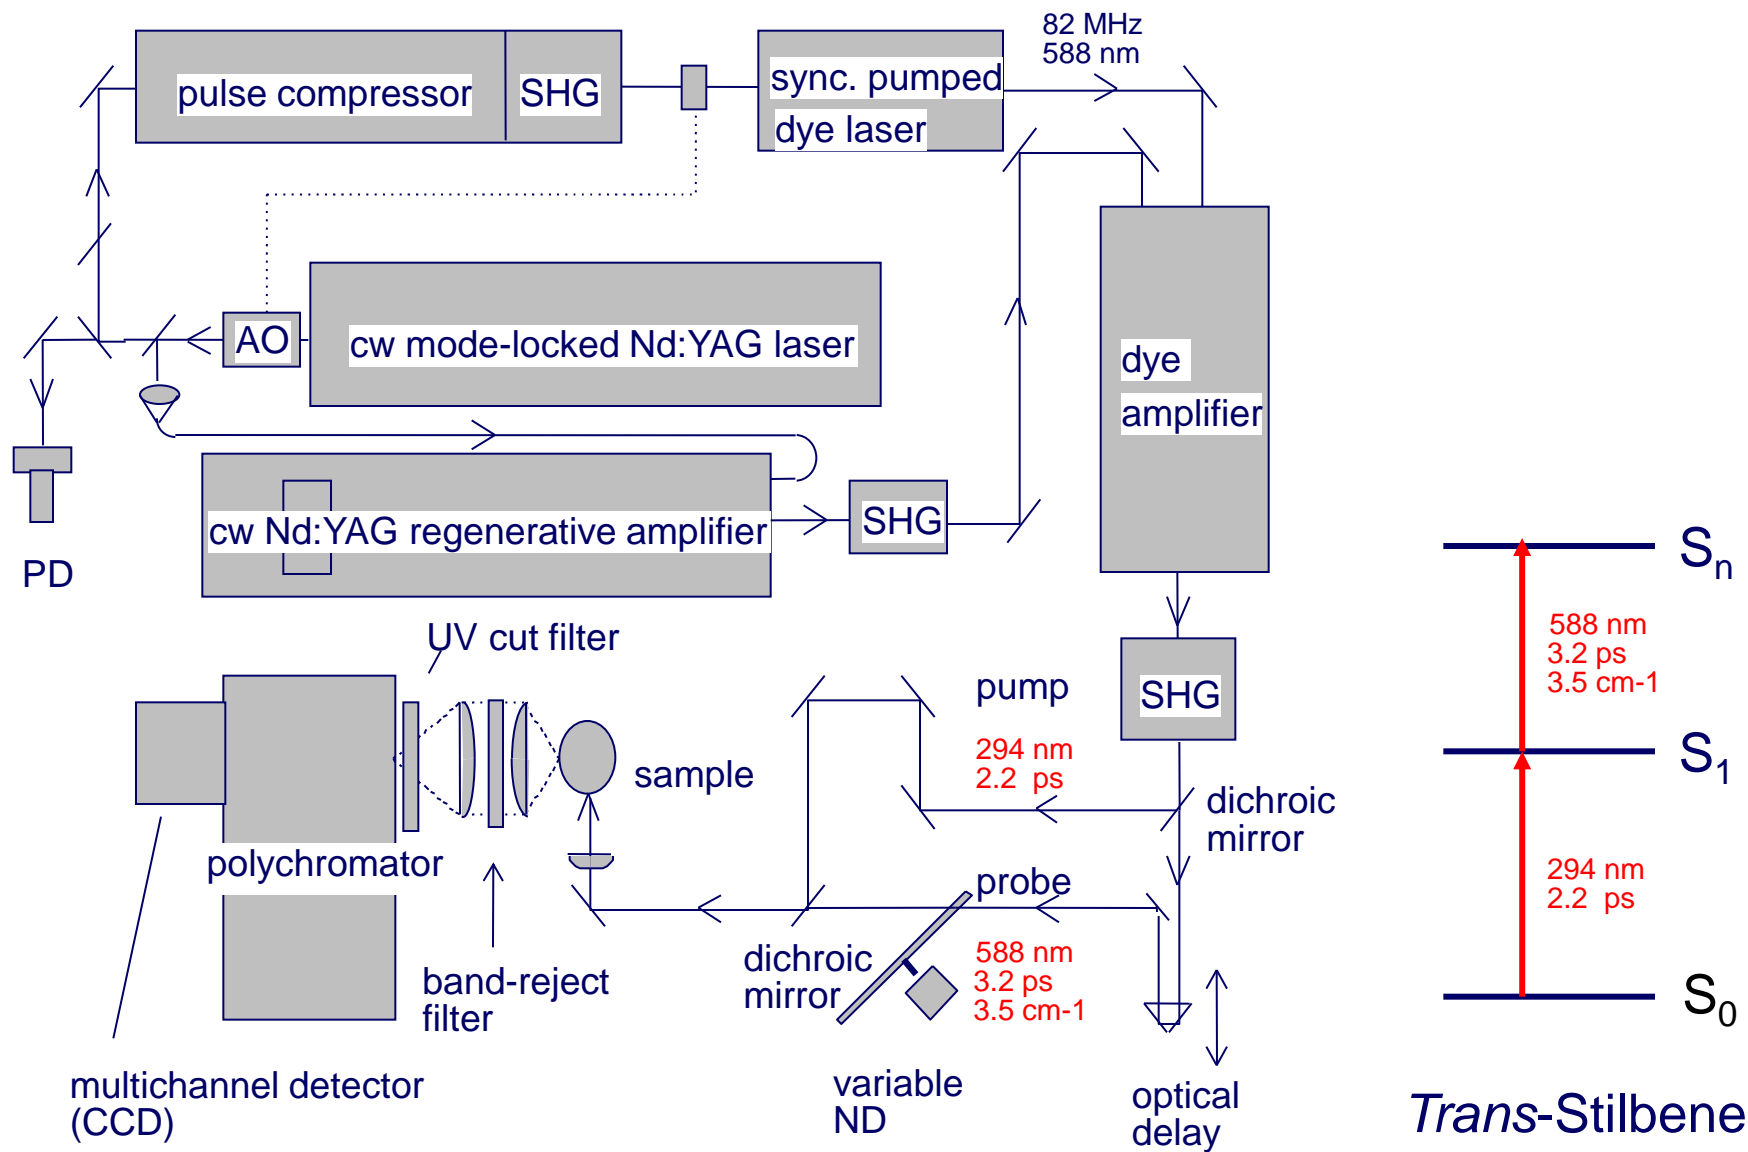 82 MHz
588 nm
pulse compressor
SHG
sync. pumped
dye laser
AO
cw mode-locked Nd:YAG laser
dye
amplifier
cw Nd:YAG regenerative amplifier
SHG
PD
UV cut filter
SHG
pump
294 nm
2.2 ps
sample
dichroic
mirror
polychromator
probe
588 nm
3.2 ps
3.5 cm-1
dichroic
mirror
band-reject
filter
multichannel detector
(CCD)
variable
ND
optical
delay
Sn
588 nm
3.2 ps
3.5 cm-1
S1
294 nm
2.2 ps
S0
Trans-Stilbene